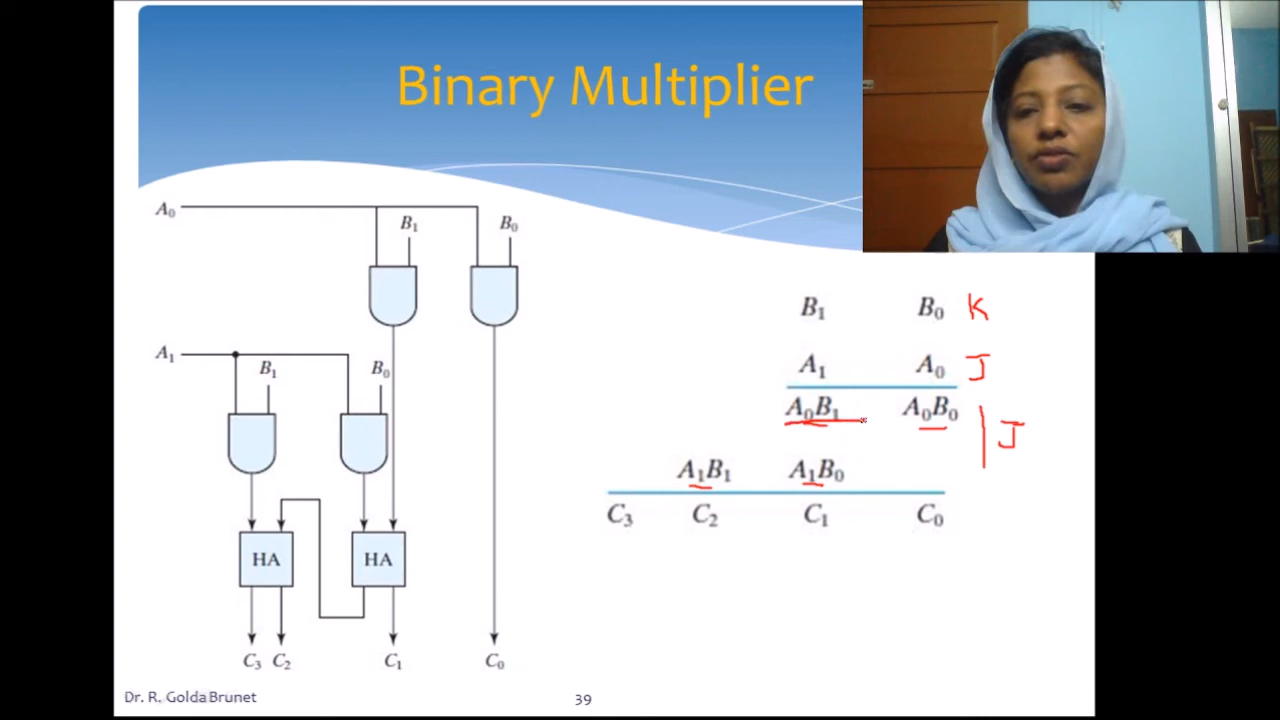 Binary Multiplier
A₀
B₁ B₀
A₁
B₁ B₀
HA HA
C₃ C₂ C₁ C₀
B₁ B₀ K
A₁ A₀ J
A₀B₁ A₀B₀ J
A₁B₁ A₁B₀
C₃ C₂ C₁ C₀
Dr. R. Golda Brunet 39